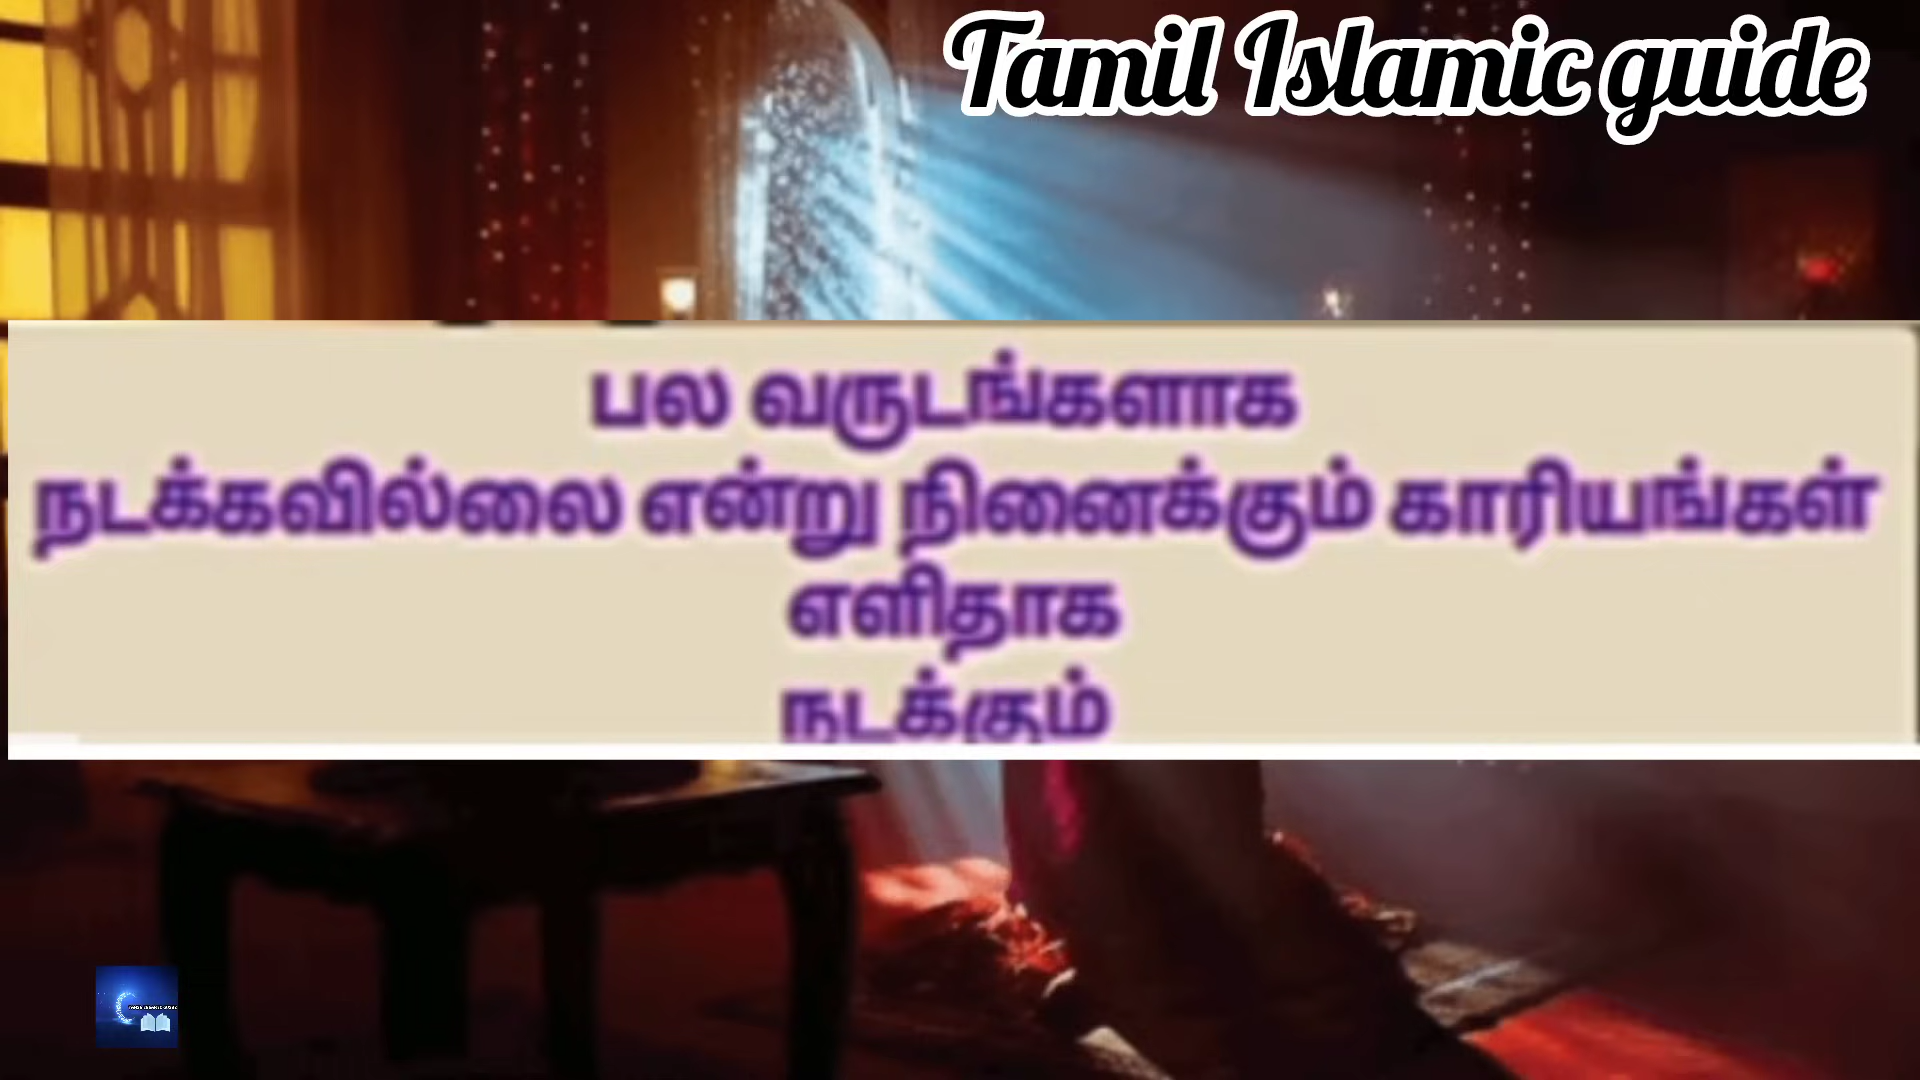 Tamil Islamic guide
பல வருடங்களாக
நடக்கவில்லை என்று நினைக்கும் காரியங்கள்
எளிதாக
நடக்கும்